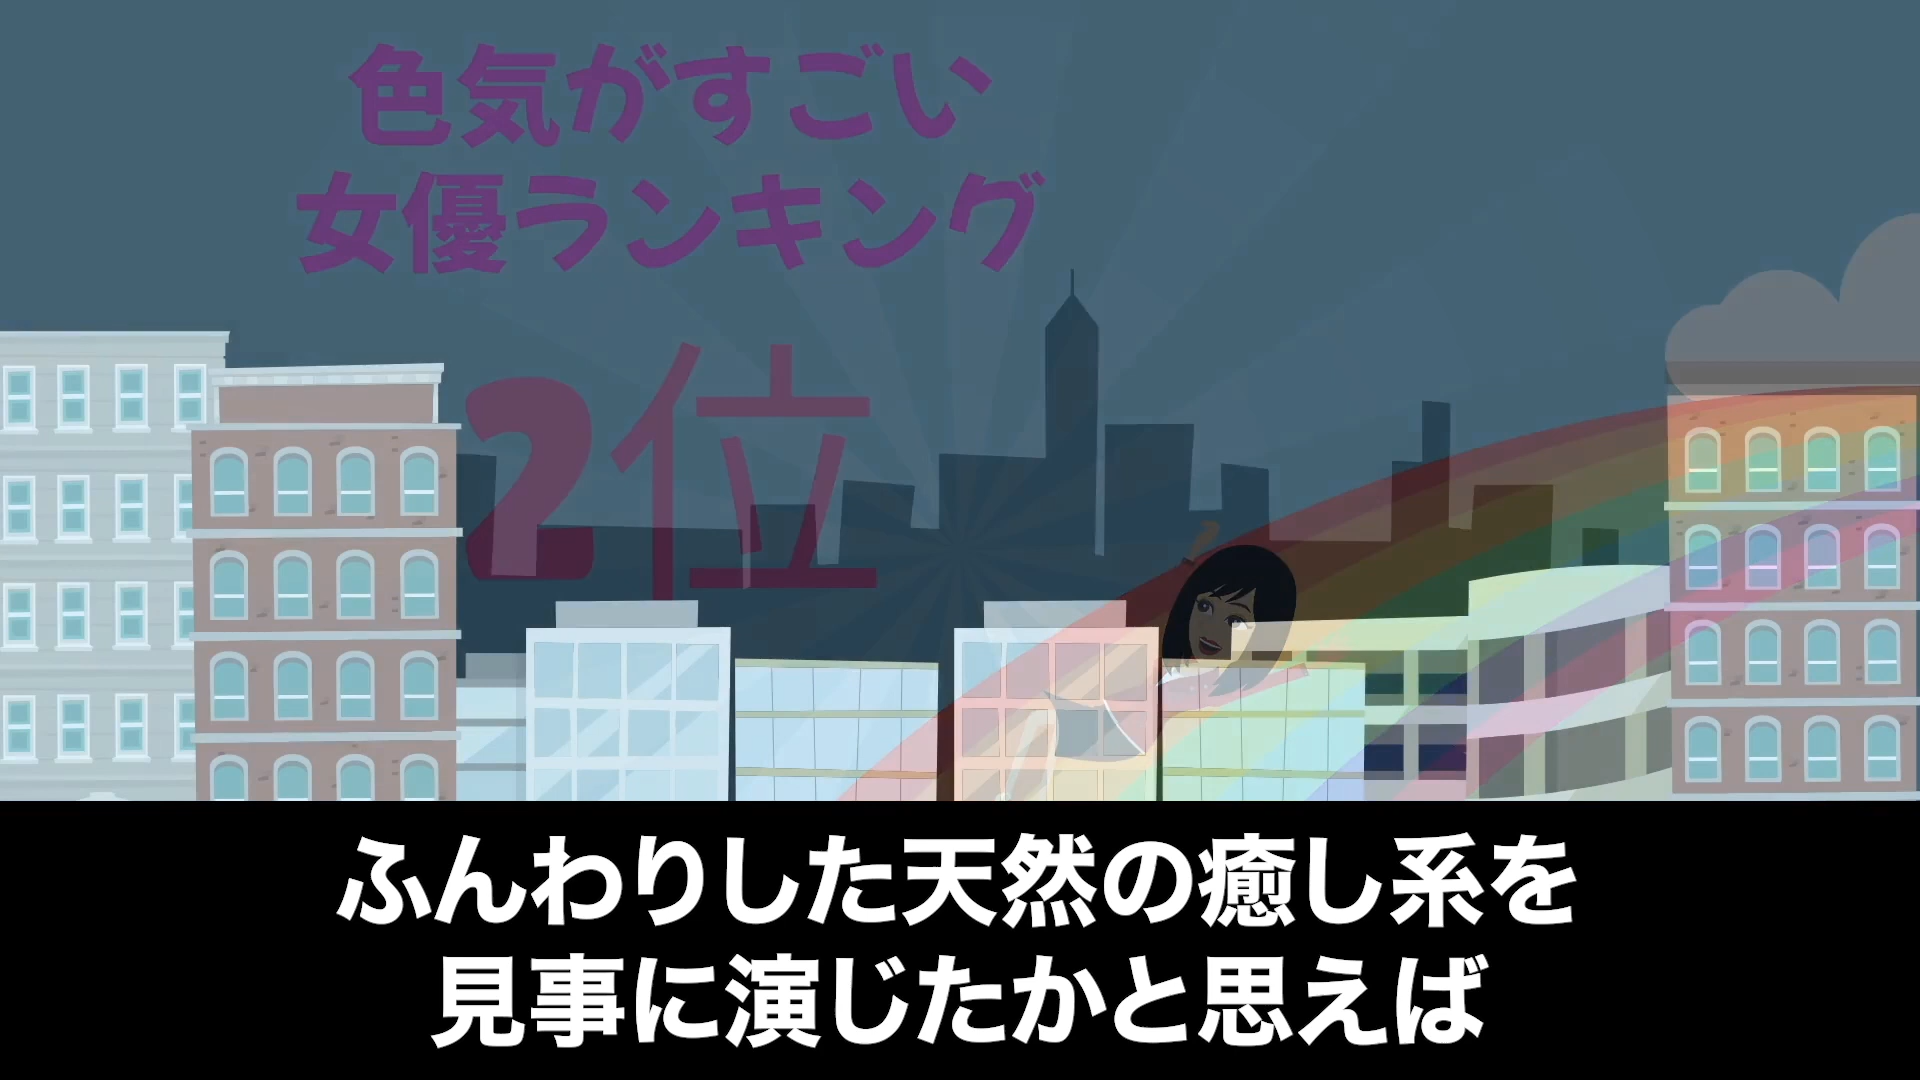 色気がすごい
女優ランキング
2位
ふんわりした天然の癒し系を
見事に演じたかと思えば